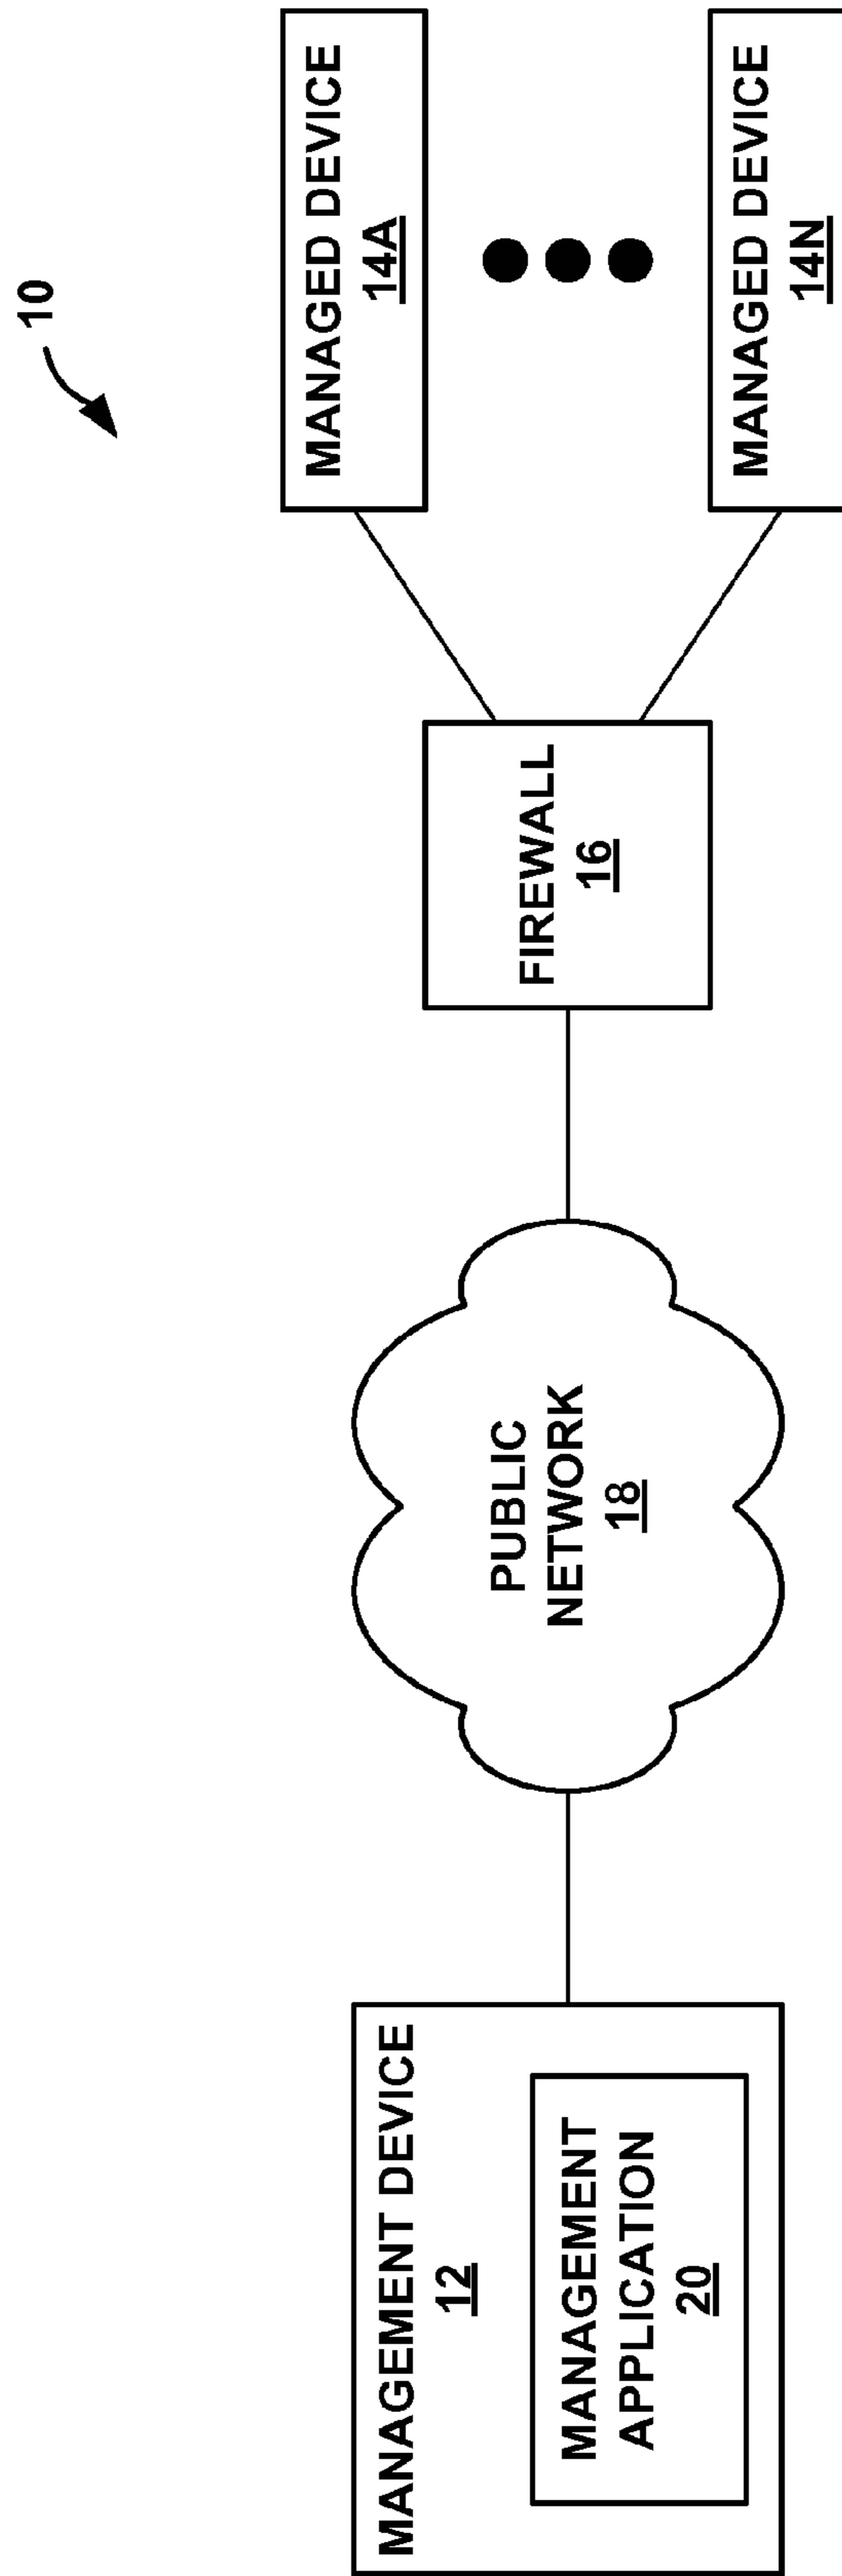 10
MANAGEMENT DEVICE
12
MANAGEMENT
APPLICATION
20
PUBLIC
NETWORK
18
FIREWALL
16
MANAGED DEVICE
14A
MANAGED DEVICE
14N